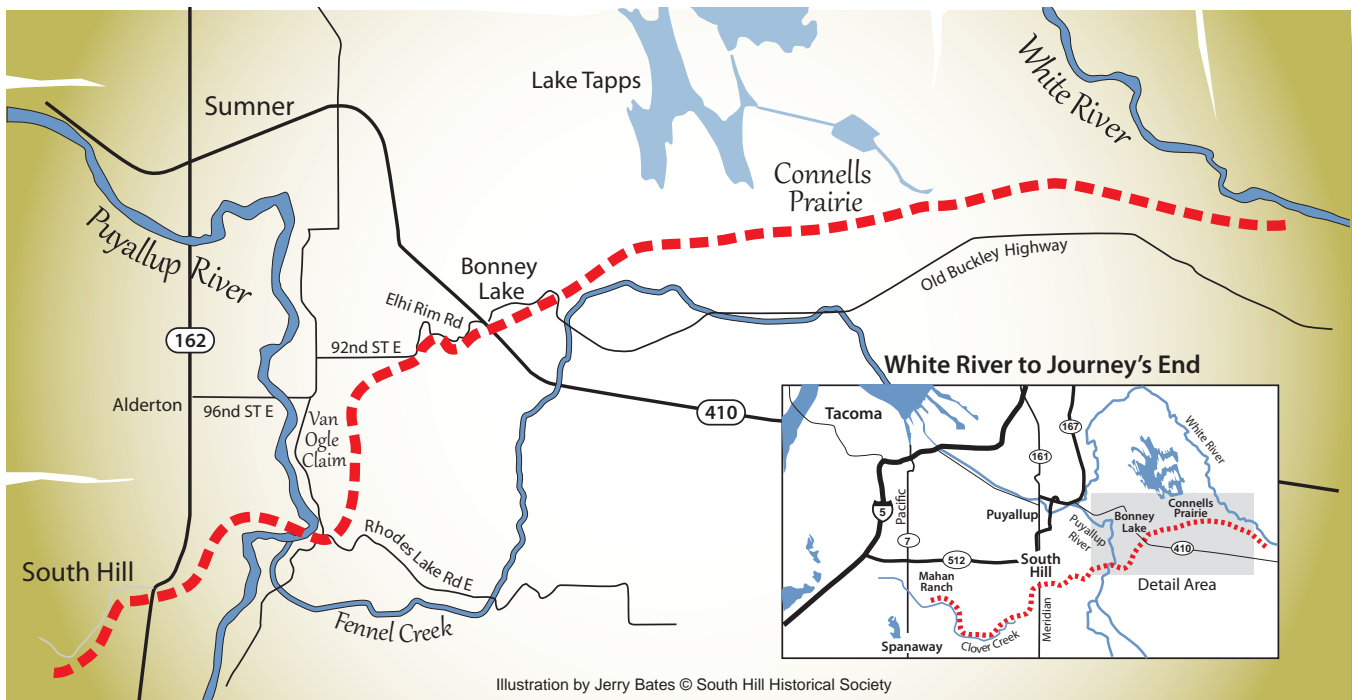 Sumner
Lake Tapps
White River
Connells
Prairie
Puyallup River
Bonney
Lake
Old Buckley Highway
Elhi Rim Rd
162
92nd ST E
White River to Journey's End
Alderton
96nd ST E
410
Van
Ogle
Claim
Rhodes Lake Rd E
South Hill
Fennel Creek
Tacoma
167
White River
161
Pacific
5
Puyallup
Puyallup
River
Bonney
Lake
Connells
Prairie
410
7
512
South
Hill
Mahan
Ranch
Detail Area
Meridian
Clover Creek
Spanaway
Illustration by Jerry Bates © South Hill Historical Society